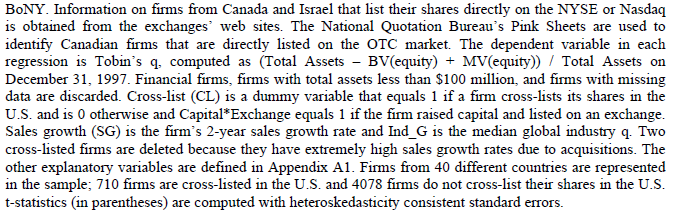 BoNY. Information on firms from Canada and Israel that list their shares directly on the NYSE or Nasdaq
is obtained from the exchanges' web sites. The National Quotation Bureau's Pink Sheets are used to
identify Canadian firms that are directly listed on the OTC market. The dependent variable in each
regression is Tobin's q, computed as (Total Assets – BV(equity) + MV(equity)) / Total Assets on
December 31, 1997. Financial firms, firms with total assets less than $100 million, and firms with missing
data are discarded. Cross-list (CL) is a dummy variable that equals 1 if a firm cross-lists its shares in the
U.S. and is 0 otherwise and Capital*Exchange equals 1 if the firm raised capital and listed on an exchange.
Sales growth (SG) is the firm's 2-year sales growth rate and Ind_G is the median global industry q. Two
cross-listed firms are deleted because they have extremely high sales growth rates due to acquisitions. The
other explanatory variables are defined in Appendix A1. Firms from 40 different countries are represented
in the sample; 710 firms are cross-listed in the U.S. and 4078 firms do not cross-list their shares in the U.S.
t-statistics (in parentheses) are computed with heteroskedasticity consistent standard errors.